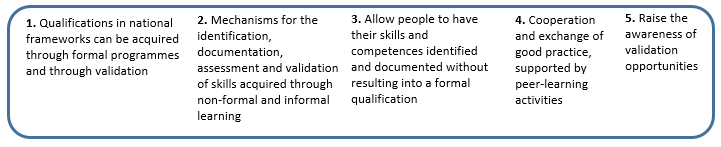 1. Qualifications in national
frameworks can be acquired
through formal programmes
and through validation
2. Mechanisms for the
identification,
documentation,
assessment and validation
of skills acquired through
non-formal and informal
learning
3. Allow people to have
their skills and
competences identified
and documented without
resulting into a formal
qualification
4. Cooperation
and exchange of
good practice,
supported by
peer-learning
activities
5. Raise the
awareness of
validation
opportunities